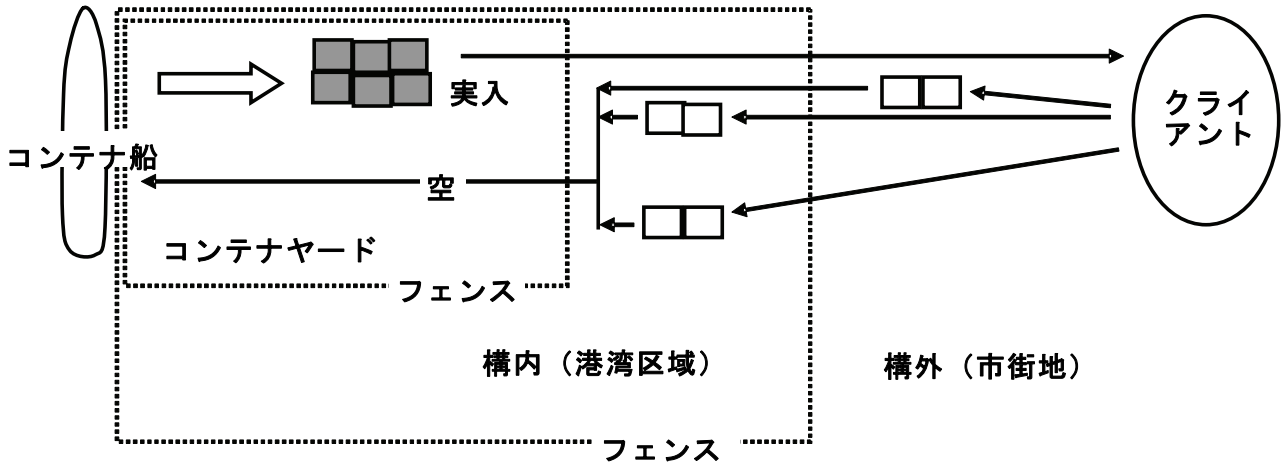 実入
クライ
アント
コンテナ船
空
コンテナヤード
フェンス
構内（港湾区域）
構外（市街地）
フェンス